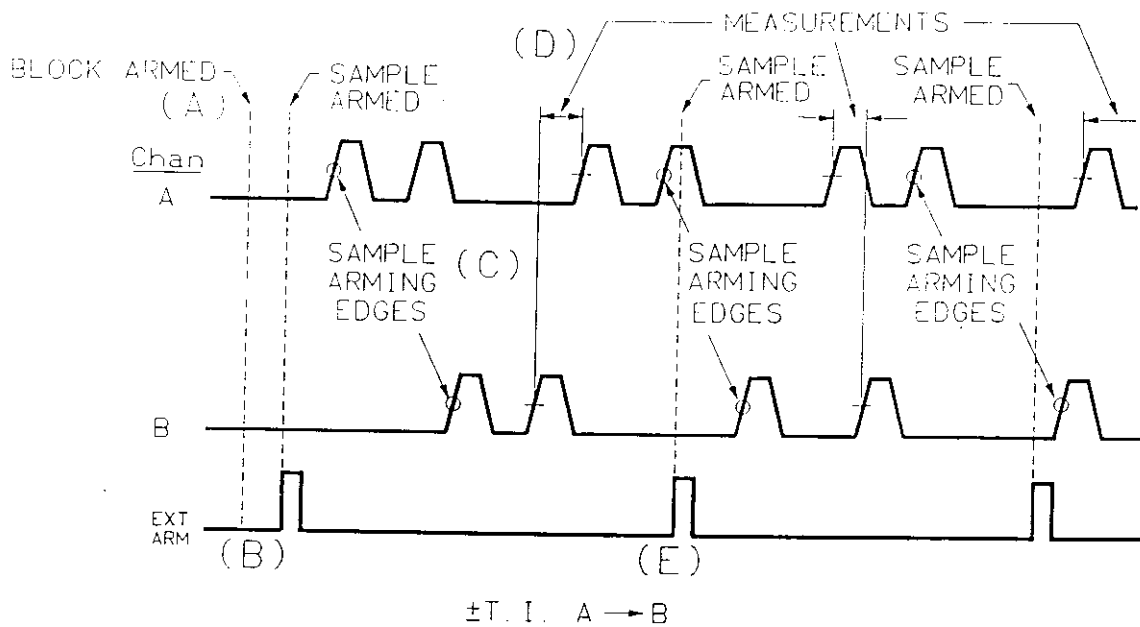 MEASUREMENTS
(D)
BLOCK ARMED
(A)
SAMPLE
ARMED
SAMPLE
ARMED
SAMPLE
ARMED
Chan
A
SAMPLE
ARMING
EDGES
(C)
SAMPLE
ARMING
EDGES
SAMPLE
ARMING
EDGES
B
EXT
ARM
(B)
(E)
±T.I. A → B